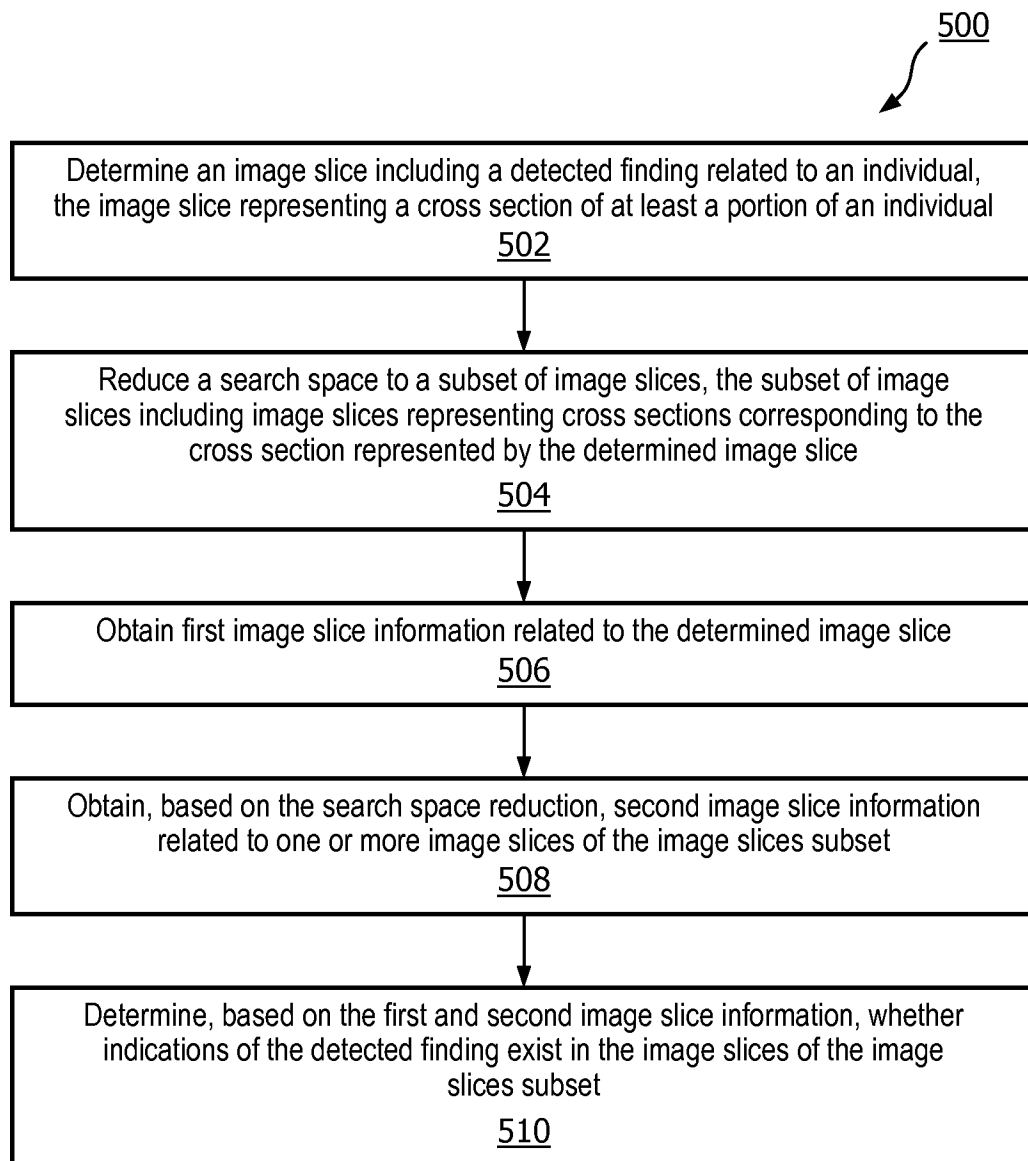 500
Determine an image slice including a detected finding related to an individual,
the image slice representing a cross section of at least a portion of an individual
502
Reduce a search space to a subset of image slices, the subset of image
slices including image slices representing cross sections corresponding to the
cross section represented by the determined image slice
504
Obtain first image slice information related to the determined image slice
506
Obtain, based on the search space reduction, second image slice information
related to one or more image slices of the image slices subset
508
Determine, based on the first and second image slice information, whether
indications of the detected finding exist in the image slices of the image
slices subset
510